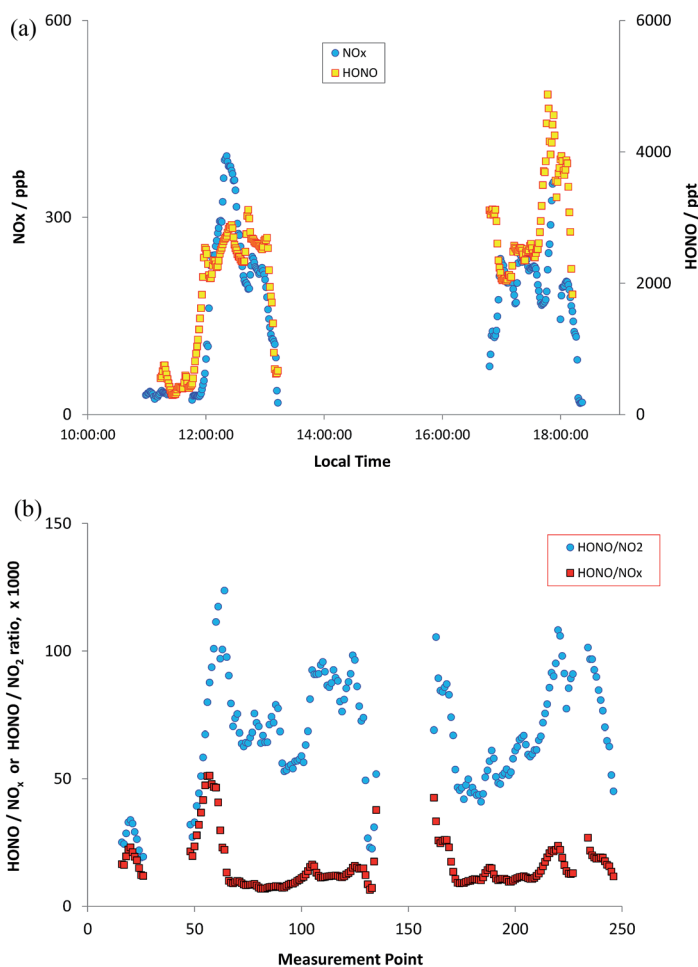 (a)
600
6000
NOx
HONO
4000
300
2000
0
0
NOx / ppb
HONO / ppt
10:00:00 12:00:00 14:00:00 16:00:00 18:00:00
Local Time
(b)
150
HONO/NO2
HONO/NOx
100
50
0
HONO / NOₓ or HONO / NO₂ ratio, x 1000
0 50 100 150 200 250
Measurement Point